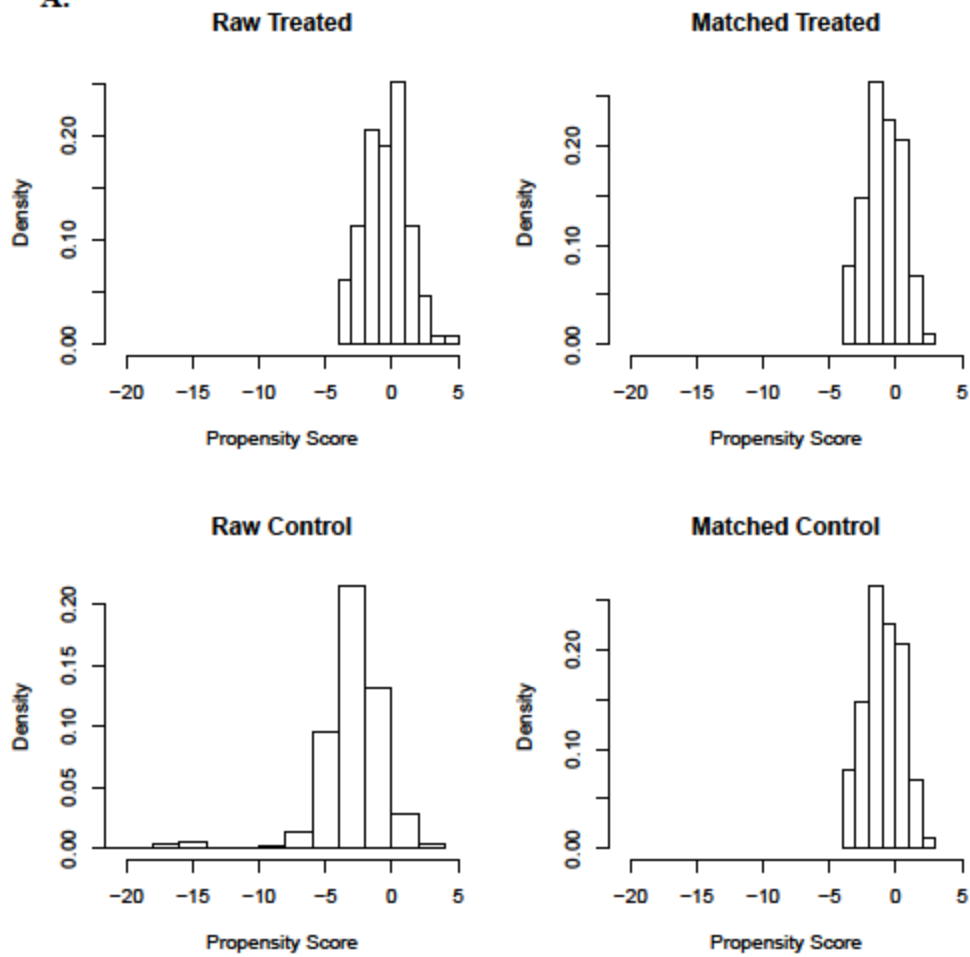 A.
Raw Treated
Density
0.00 0.10 0.20
−20 −15 −10 −5 0 5
Propensity Score
Matched Treated
Density
0.00 0.10 0.20
−20 −15 −10 −5 0 5
Propensity Score
Raw Control
Density
0.00 0.05 0.10 0.15 0.20
−20 −15 −10 −5 0 5
Propensity Score
Matched Control
Density
0.00 0.10 0.20
−20 −15 −10 −5 0 5
Propensity Score